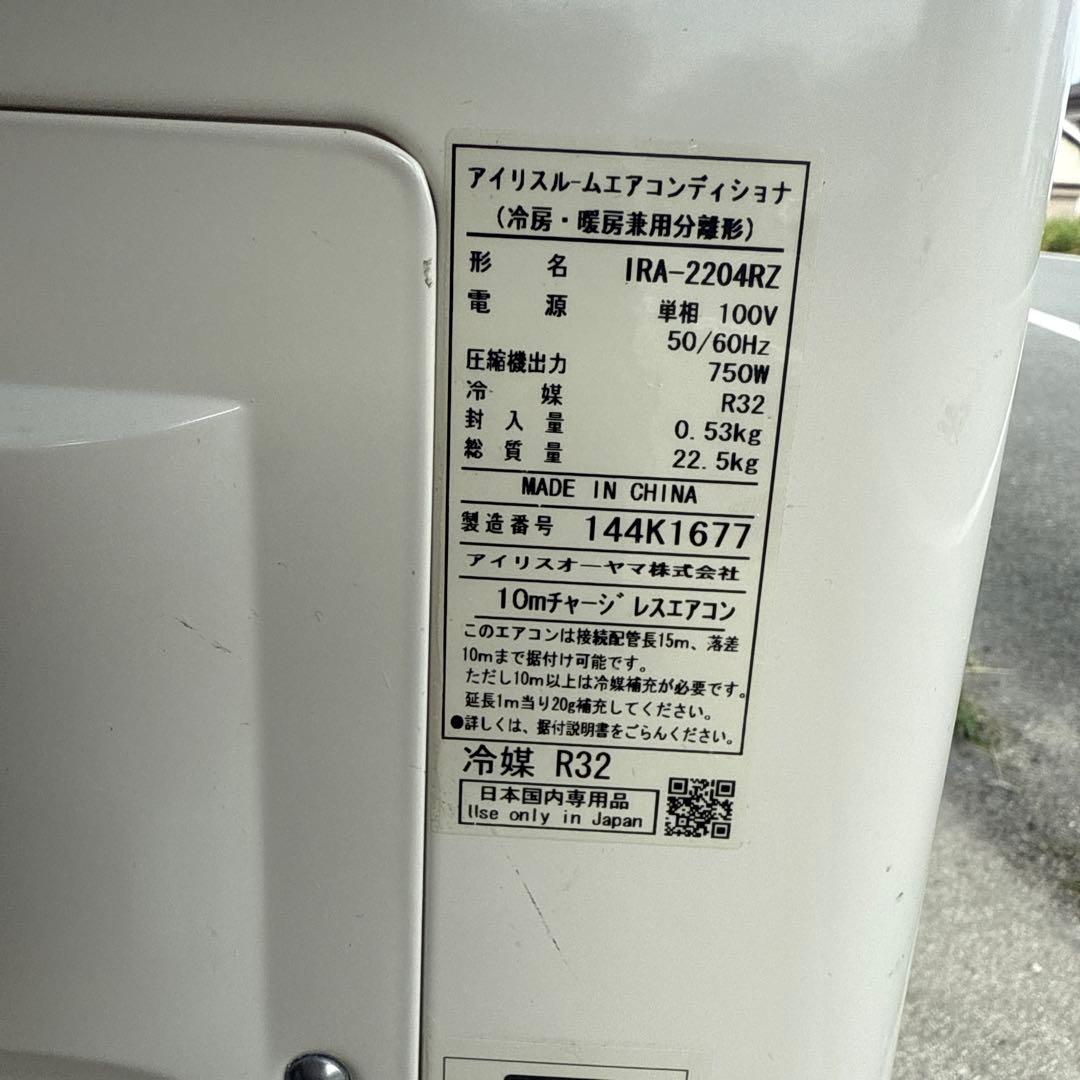 アイリスルームエアコンディショナ
(冷房・暖房兼用分離形)
形名 IRA-2204RZ
電源 単相 100V
50/60Hz
圧縮機出力 750W
冷媒 R32
封入量 0.53kg
総質量 22.5kg
MADE IN CHINA
製造番号 144K1677
アイリスオーヤマ株式会社
10mチャージレスエアコン
このエアコンは接続配管長15m、落差
10mまで据付け可能です。
ただし10m以上は冷媒補充が必要です。
延長1m当り20g補充してください。
●詳しくは、据付説明書をごらんください。
冷媒 R32
日本国内専用品
Use only in Japan